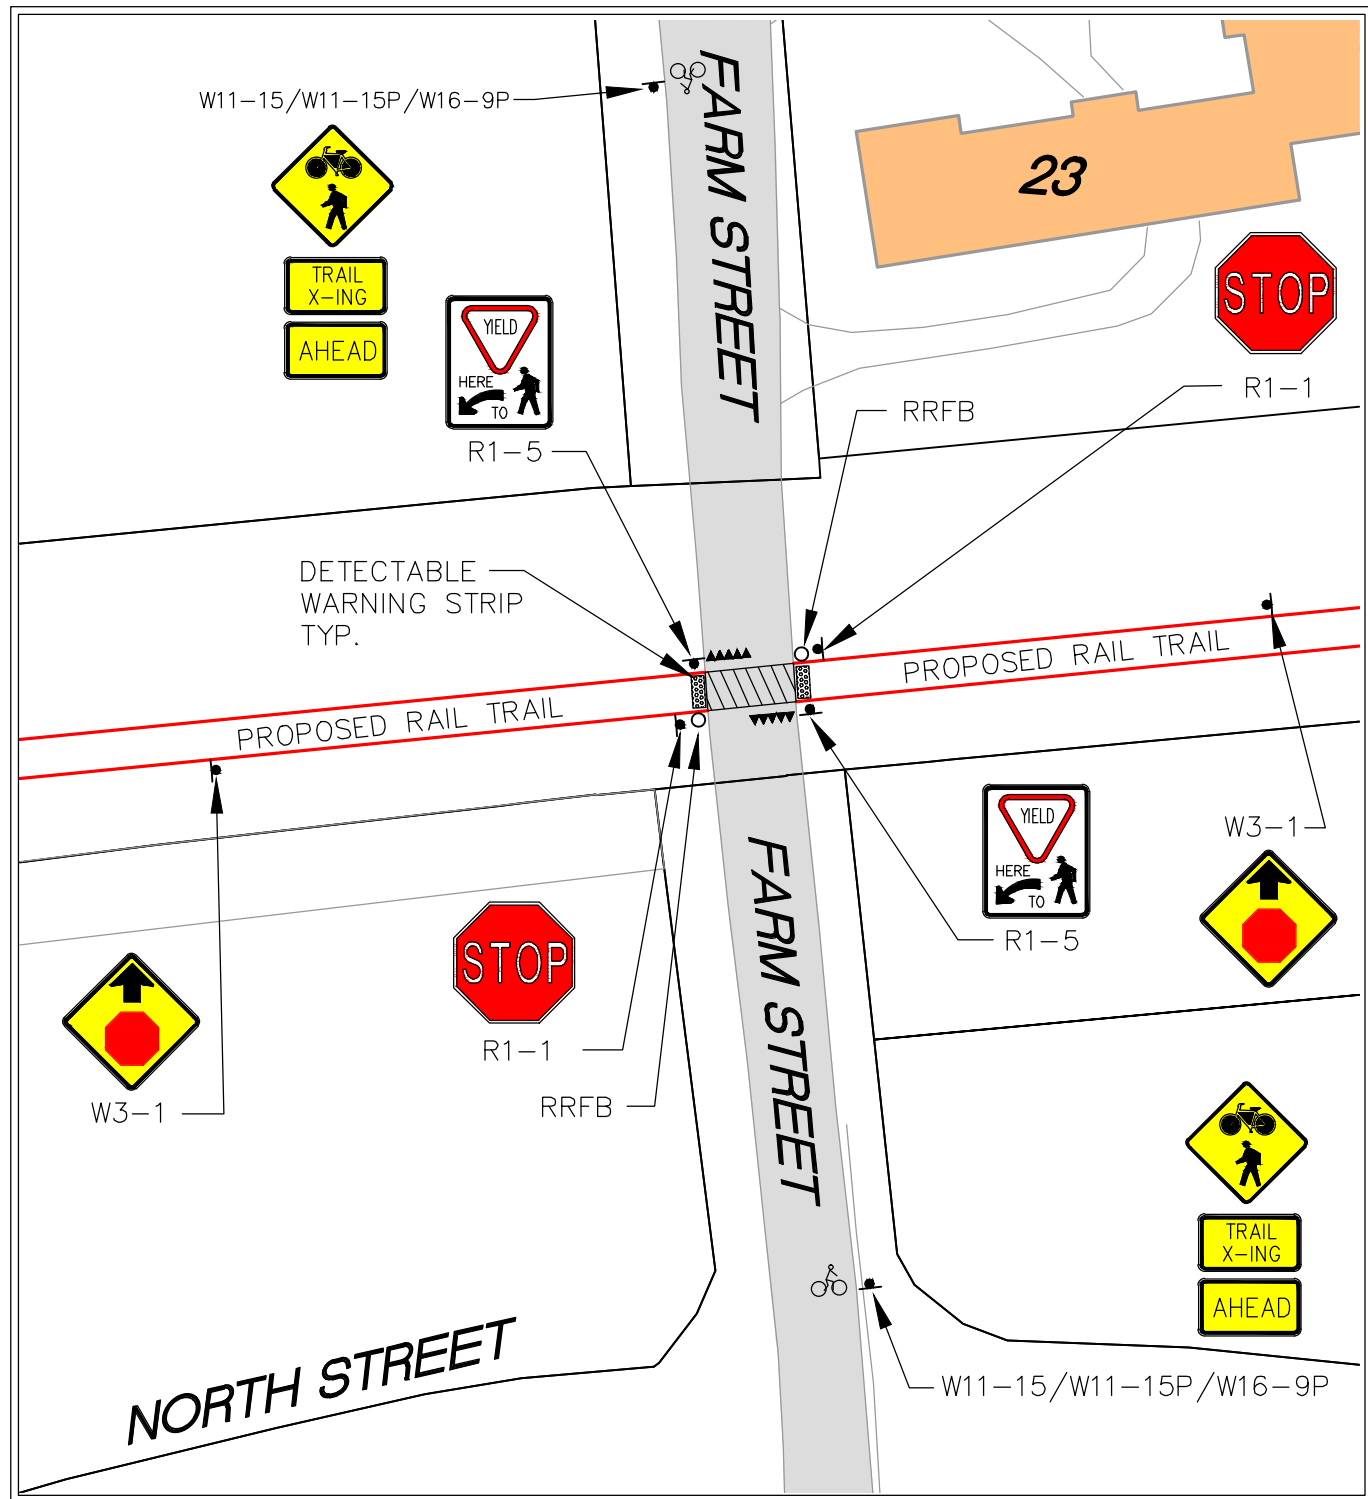 W11-15/W11-15P/W16-9P
FARM STREET
23
TRAIL
X-ING
AHEAD
YIELD
HERE
TO
STOP
R1-1
RRFB
R1-5
DETECTABLE
WARNING STRIP
TYP.
PROPOSED RAIL TRAIL
PROPOSED RAIL TRAIL
YIELD
HERE
TO
W3-1
FARM STREET
R1-5
STOP
R1-1
RRFB
W3-1
TRAIL
X-ING
AHEAD
NORTH STREET
W11-15/W11-15P/W16-9P